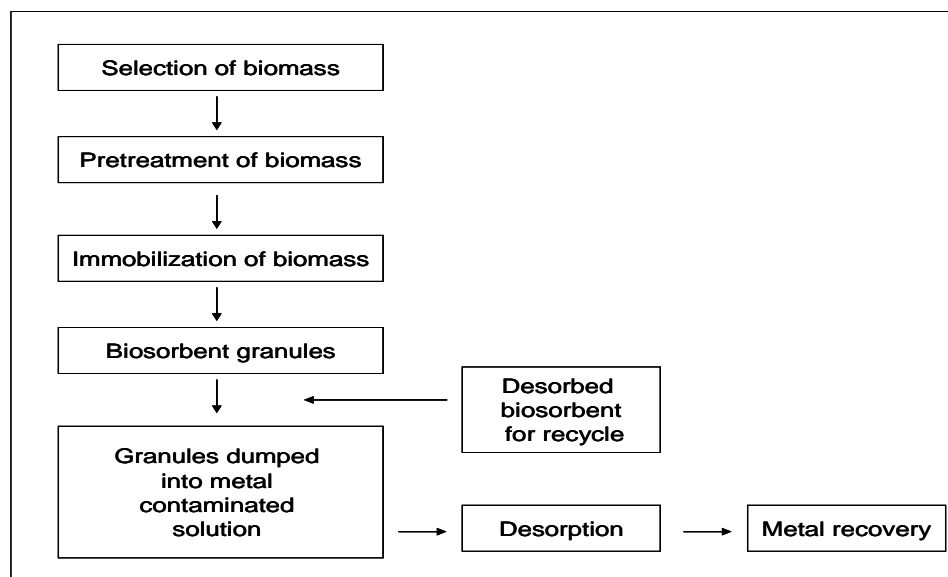 Selection of biomass
Pretreatment of biomass
Immobilization of biomass
Biosorbent granules
Desorbed
biosorbent
for recycle
Granules dumped
into metal
contaminated
solution
Desorption
Metal recovery